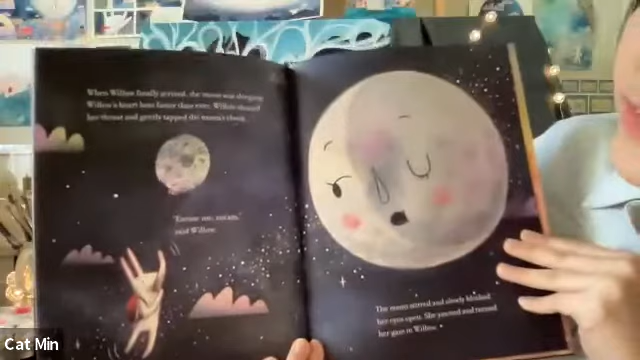 When Willow finally arrived, the moon was sleeping.
Willow's heart beat faster than ever. Willow cleared
her throat and gently tapped the moon's cheek.
"Excuse me, ma'am,"
said Willow.
The moon stirred and slowly blinked
her eyes open. She yawned and turned
her gaze to Willow.
Cat Min